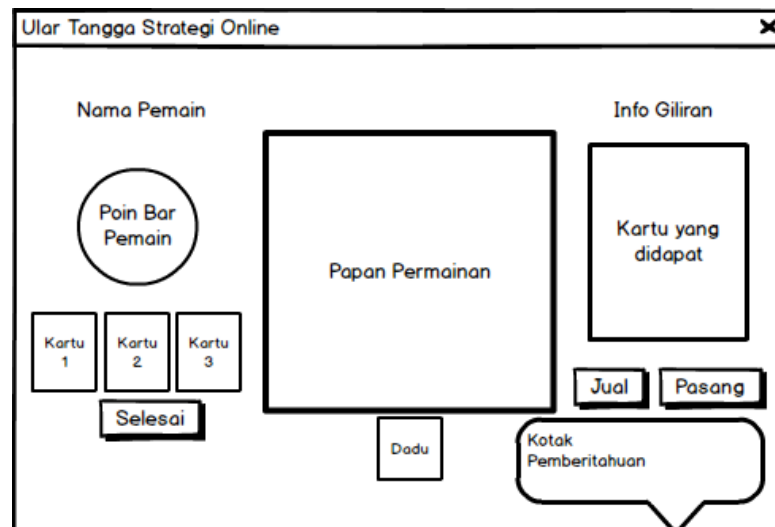 Ular Tangga Strategi Online
Nama Pemain
Info Giliran
Poin Bar
Pemain
Kartu yang
didapat
Papan Permainan
Kartu
1
Kartu
2
Kartu
3
Jual
Pasang
Selesai
Dadu
Kotak
Pemberitahuan